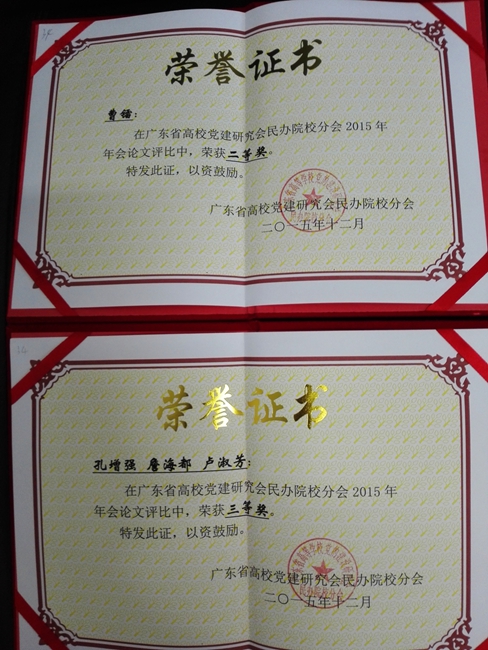 荣誉证书
曹锴:
在广东省高校党建研究会民办院校分会2015年
年会论文评比中，荣获二等奖。
特发此证，以资鼓励。
广东省高校党建研究会民办院校分会
二〇一五年十二月
荣誉证书
孔增强 詹海都 卢淑芳:
在广东省高校党建研究会民办院校分会2015年
年会论文评比中，荣获三等奖。
特发此证，以资鼓励。
广东省高校党建研究会民办院校分会
二〇一五年十二月